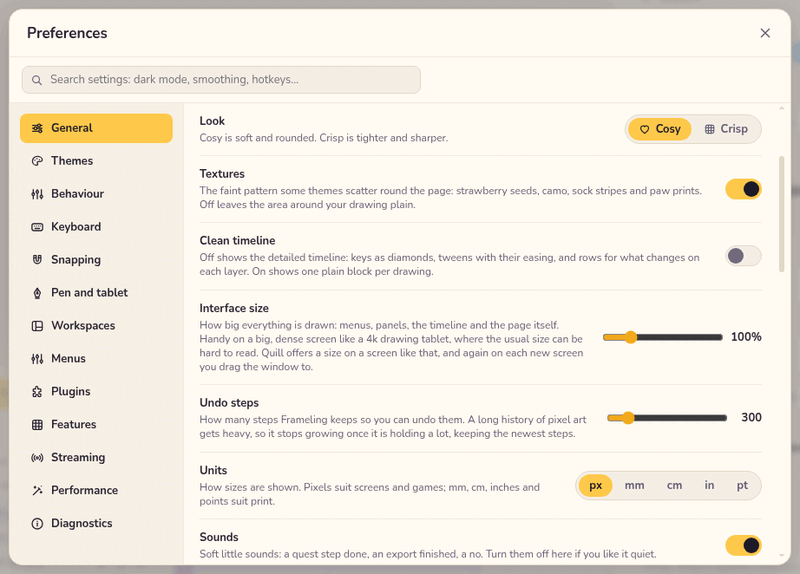 Preferences
Search settings: dark mode, smoothing, hotkeys...
General
Themes
Behaviour
Keyboard
Snapping
Pen and tablet
Workspaces
Menus
Plugins
Features
Streaming
Performance
Diagnostics
Look
Cosy is soft and rounded. Crisp is tighter and sharper.
Cosy
Crisp
Textures
The faint pattern some themes scatter round the page: strawberry seeds, camo, sock stripes and paw prints.
Off leaves the area around your drawing plain.
Clean timeline
Off shows the detailed timeline: keys as diamonds, tweens with their easing, and rows for what changes on
each layer. On shows one plain block per drawing.
Interface size
How big everything is drawn: menus, panels, the timeline and the page itself.
Handy on a big, dense screen like a 4k drawing tablet, where the usual size can be
hard to read. Quill offers a size on a screen like that, and again on each new screen
you drag the window to.
100%
Undo steps
How many steps Frameling keeps so you can undo them. A long history of pixel art
gets heavy, so it stops growing once it is holding a lot, keeping the newest steps.
300
Units
How sizes are shown. Pixels suit screens and games; mm, cm, inches and
points suit print.
px
mm
cm
in
pt
Sounds
Soft little sounds: a quest step done, an export finished, a no. Turn them off here if you like it quiet.